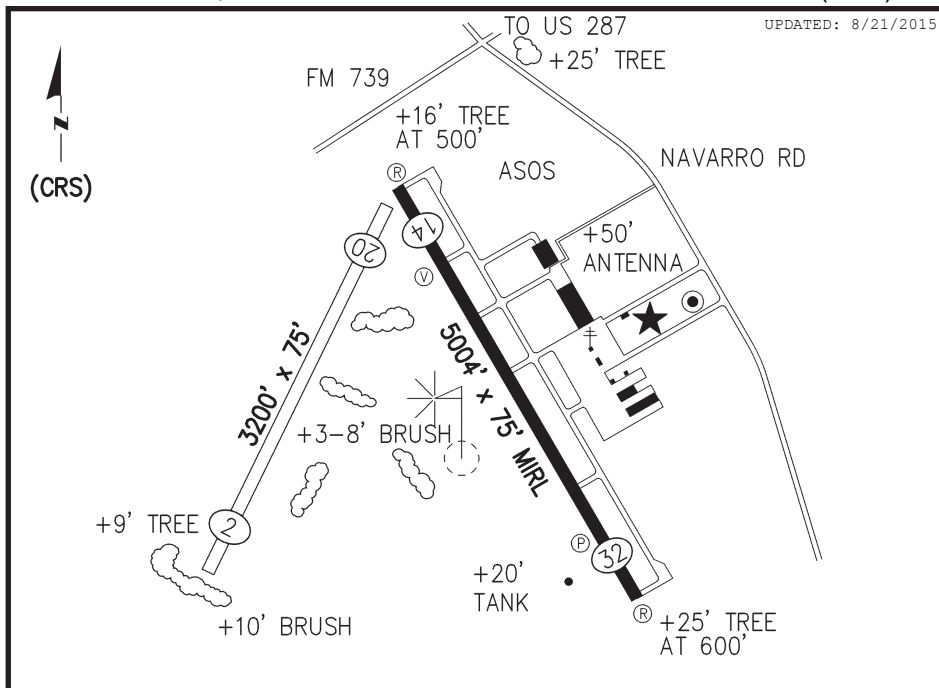 UPDATED: 8/21/2015
TO US 287
+25' TREE
FM 739
+16' TREE
AT 500'
ASOS
NAVARRO RD
N
(CRS)
R
14
20
+50'
ANTENNA
V
5004' x 75' MIRL
3200' x 75'
+3-8' BRUSH
+9' TREE
2
P
32
+20'
TANK
R
+25' TREE
AT 600'
+10' BRUSH